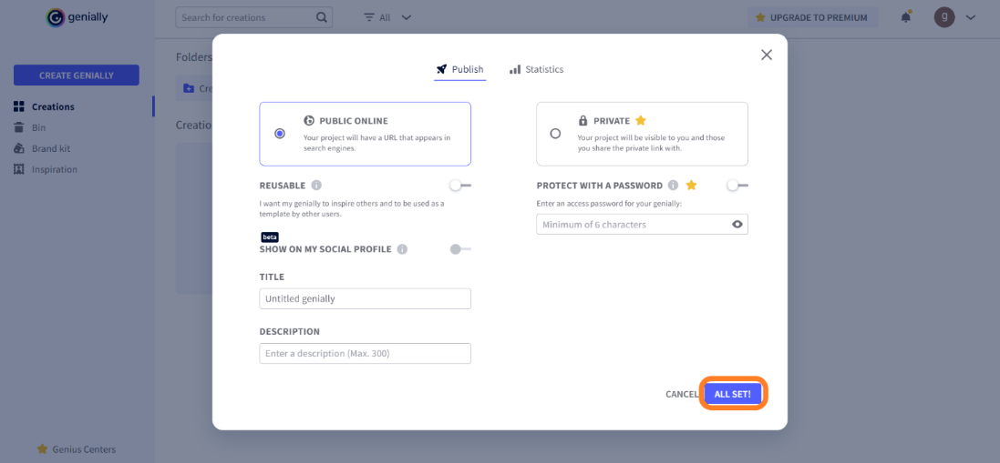 genially
Search for creations
All
UPGRADE TO PREMIUM
g
CREATE GENIALLY
Creations
Bin
Brand kit
Inspiration
Genius Centers
Folders
Cre
Creatio
Publish
Statistics
PUBLIC ONLINE
Your project will have a URL that appears in
search engines.
REUSABLE
I want my genially to inspire others and to be used as a
template by other users.
beta
SHOW ON MY SOCIAL PROFILE
TITLE
Untitled genially
DESCRIPTION
Enter a description (Max. 300)
PRIVATE
Your project will be visible to you and those
you share the private link with.
PROTECT WITH A PASSWORD
Enter an access password for your genially:
Minimum of 6 characters
CANCEL
ALL SET!